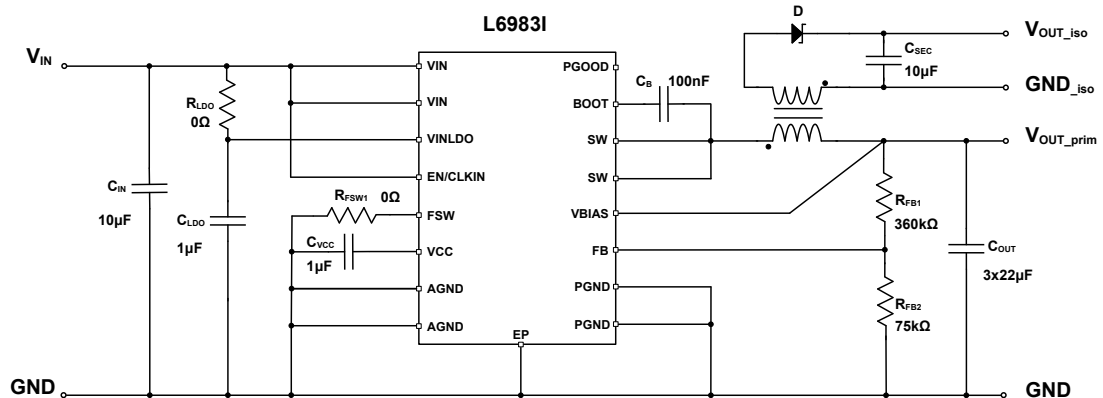 L6983I
D
VOUT_iso
VIN
CSEC
10µF
VIN
PGOOD
CB 100nF
GND_iso
RLDO
0Ω
VIN
BOOT
VINLDO
SW
VOUT_prim
CIN
10µF
EN/CLKIN
SW
RFSW1 0Ω
RFB1
360kΩ
CLDO
1µF
FSW
VBIAS
CVCC
1µF
VCC
FB
COUT
3x22µF
AGND
PGND
RFB2
75kΩ
AGND
PGND
EP
GND
GND